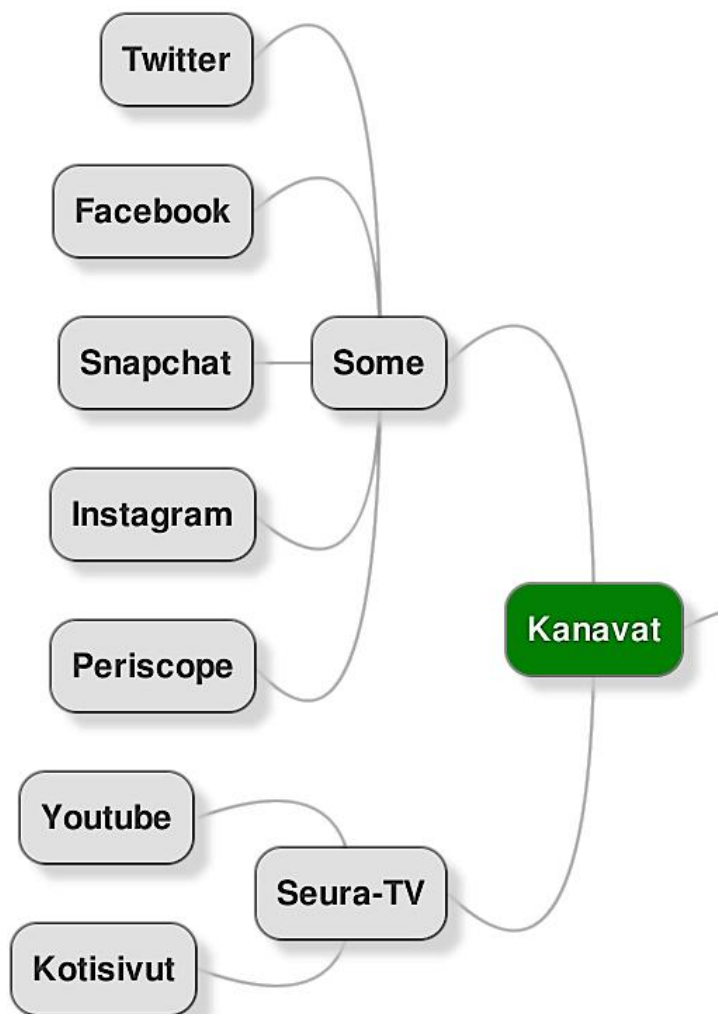 Twitter
Facebook
Snapchat
Some
Instagram
Kanavat
Periscope
Youtube
Seura-TV
Kotisivut